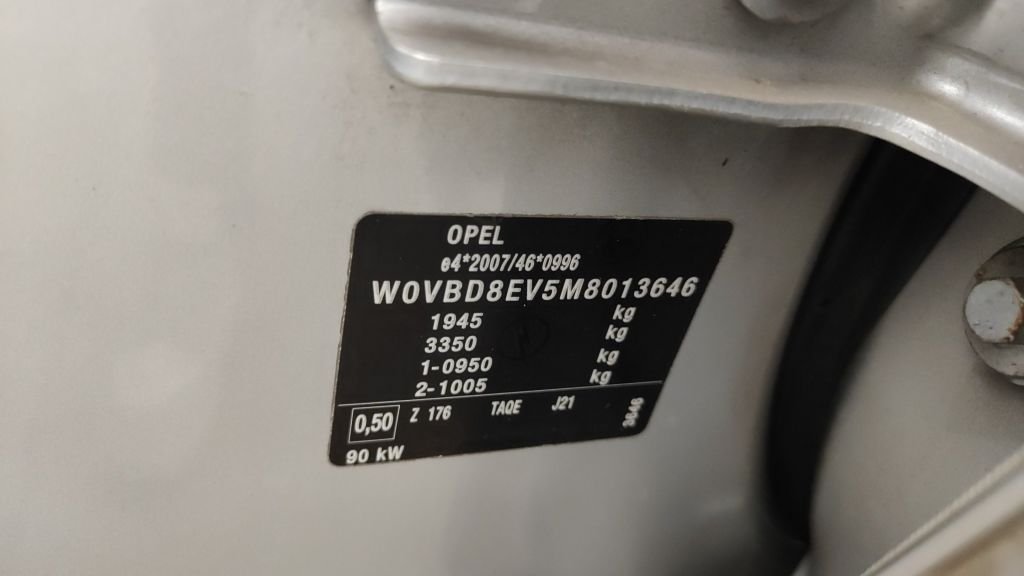 OPEL
e4*2007/46*0996
W0VBD8EV5M8013646
1945 kg
3350 kg
1-0950 kg
2-1005 kg
0,50 Z 176 TAQE J21 3646
90 kW